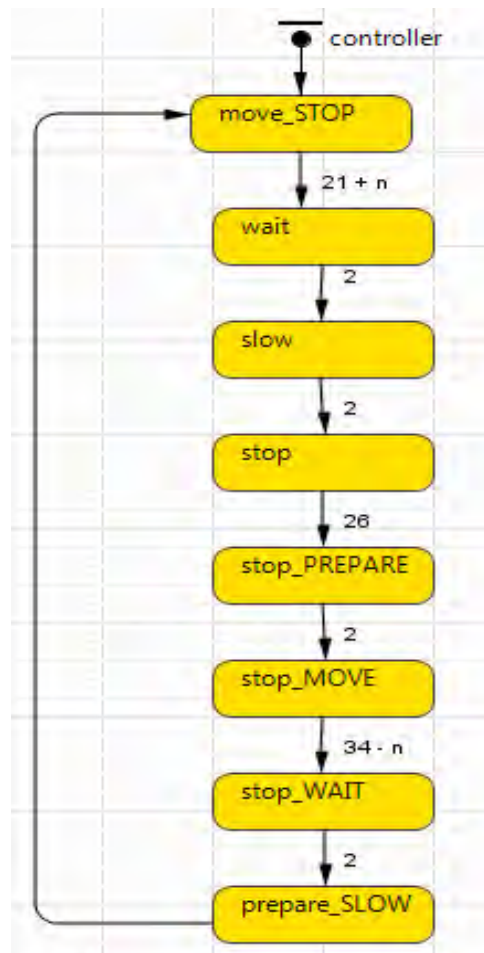 controller
move_STOP
21 + n
wait
2
slow
2
stop
26
stop_PREPARE
2
stop_MOVE
34 - n
stop_WAIT
2
prepare_SLOW